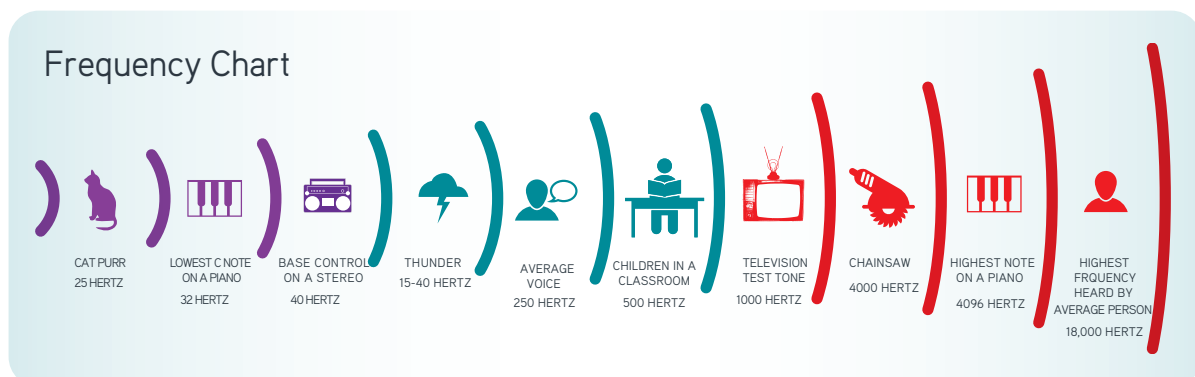 Frequency Chart
CAT PURR
25 HERTZ
LOWEST C NOTE
ON A PIANO
32 HERTZ
BASE CONTROL
ON A STEREO
40 HERTZ
THUNDER
15-40 HERTZ
AVERAGE
VOICE
250 HERTZ
CHILDREN IN A
CLASSROOM
500 HERTZ
TELEVISION
TEST TONE
1000 HERTZ
CHAINSAW
4000 HERTZ
HIGHEST NOTE
ON A PIANO
4096 HERTZ
HIGHEST
FRQUENCY
HEARD BY
AVERAGE PERSON
18,000 HERTZ